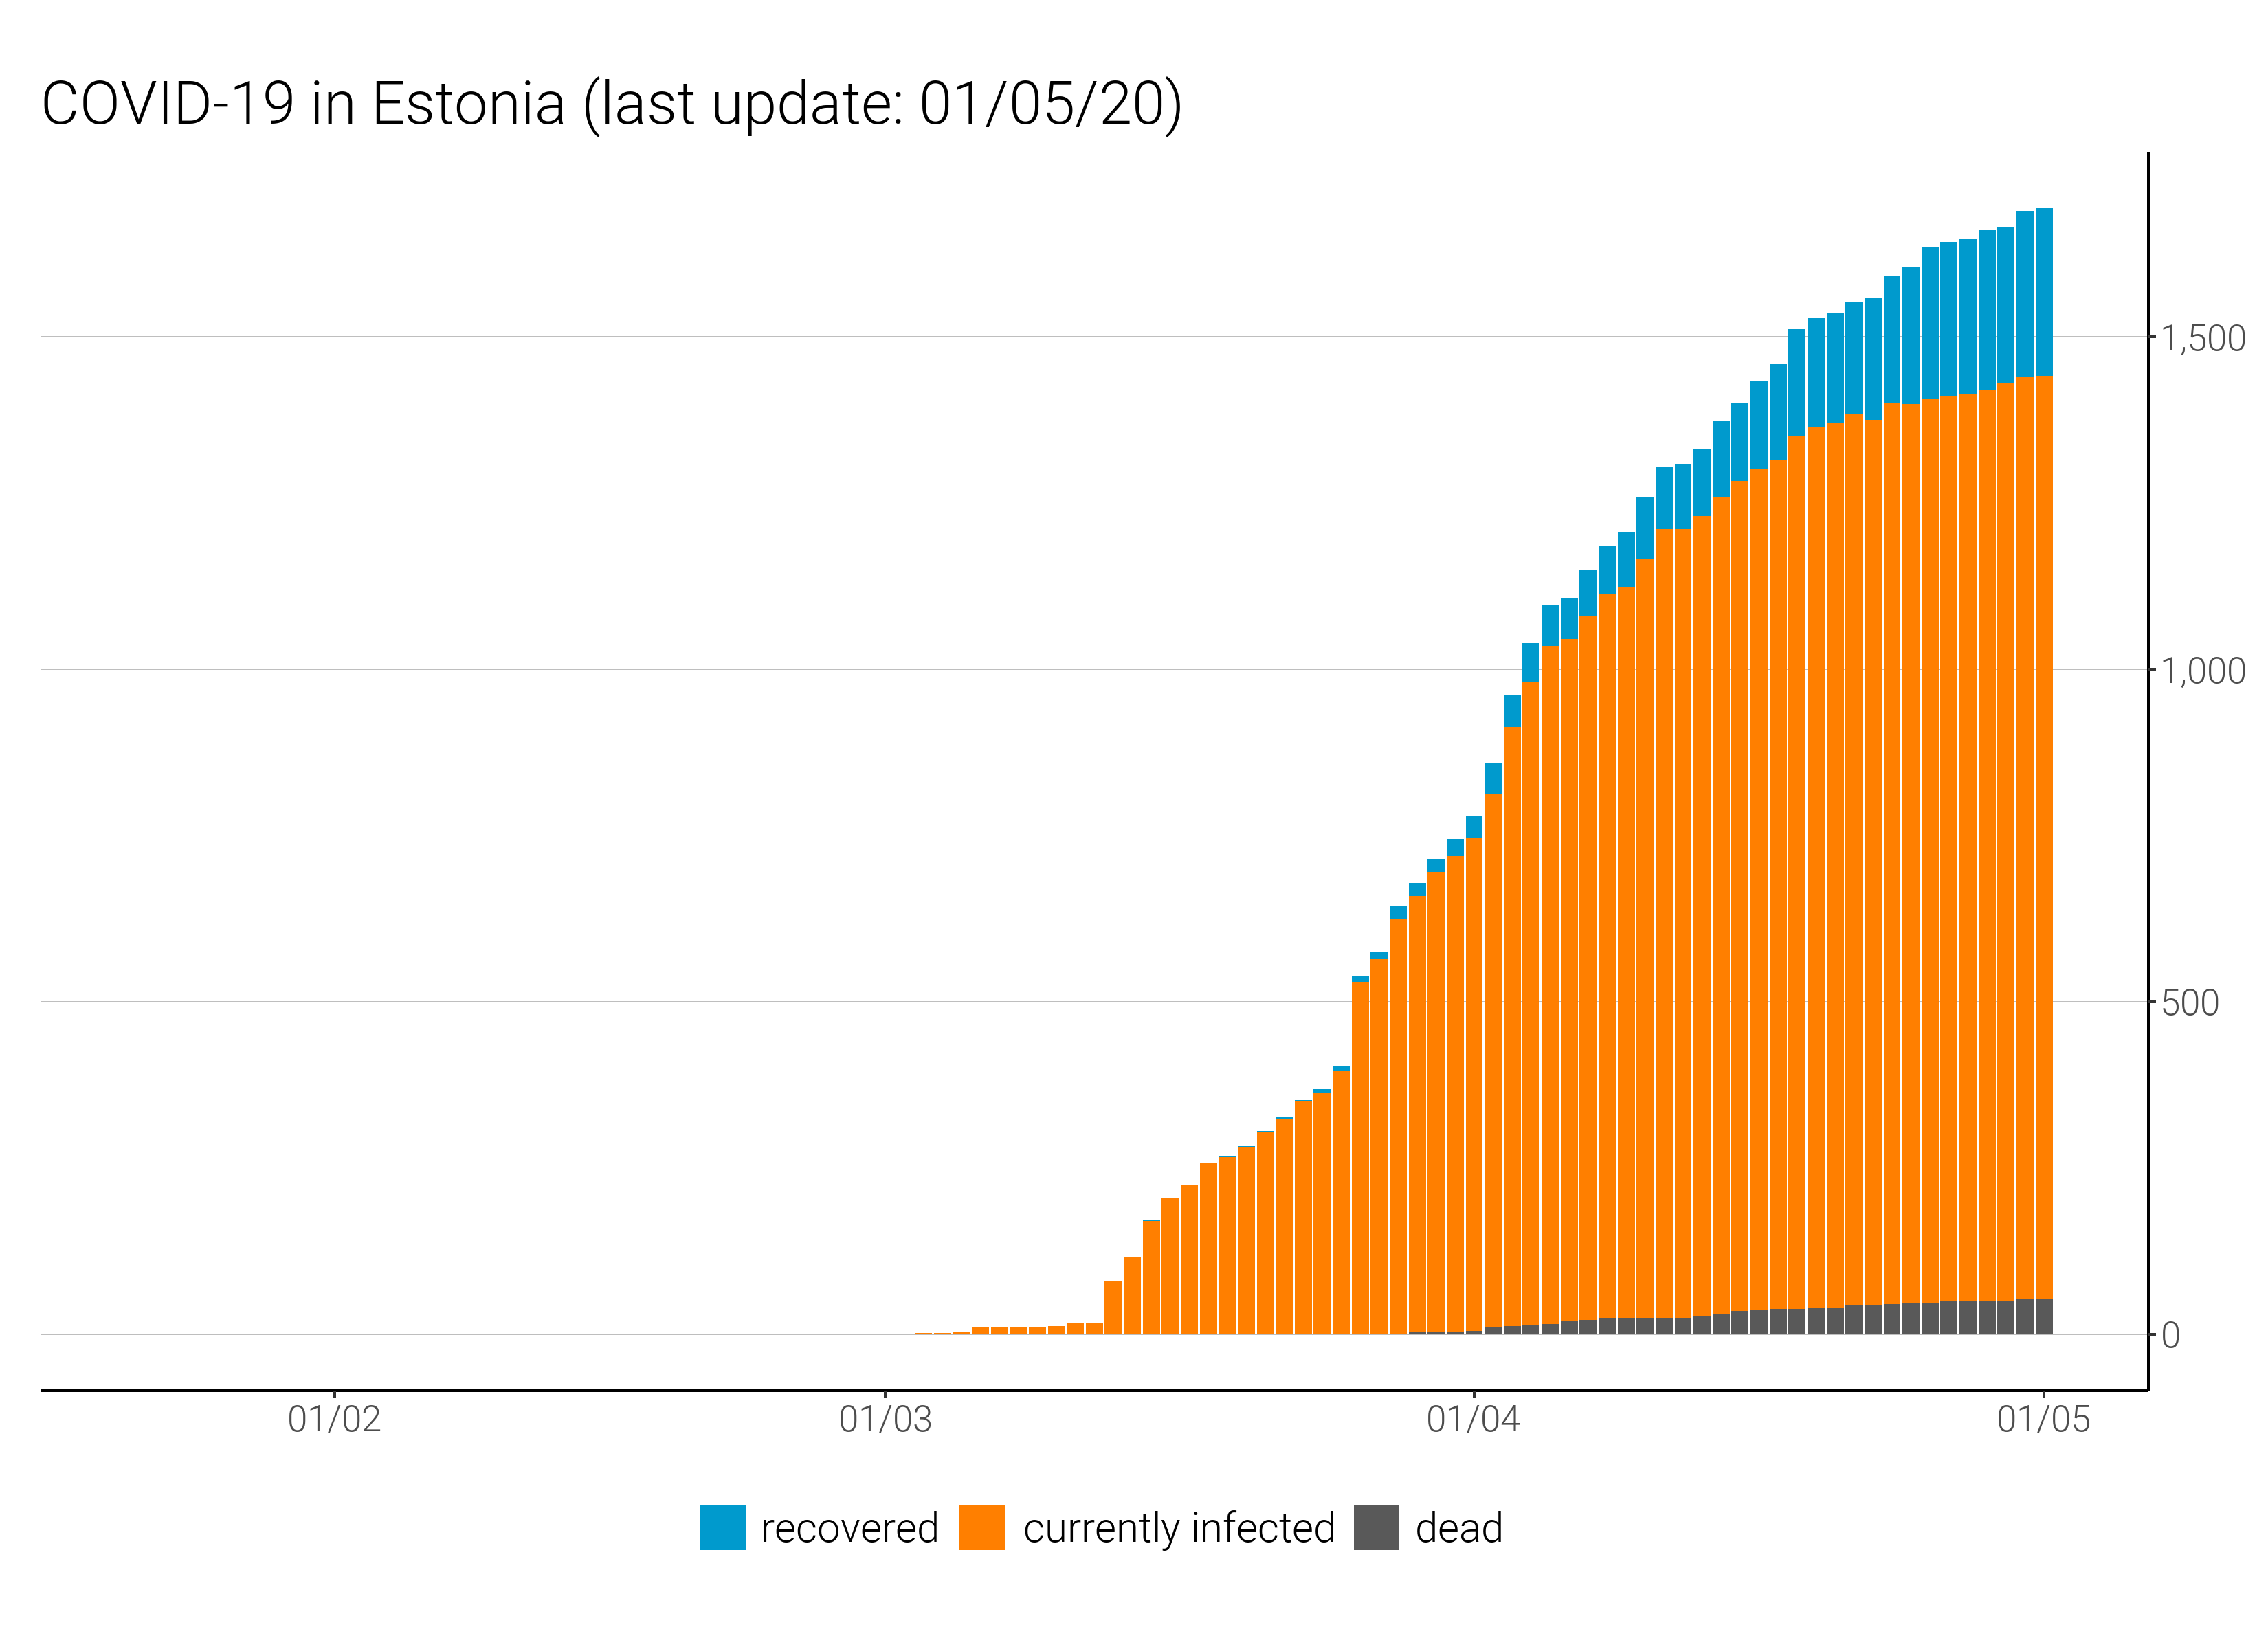 COVID-19 in Estonia (last update: 01/05/20)
1,500
1,000
500
0
01/02 01/03 01/04 01/05
recovered currently infected dead